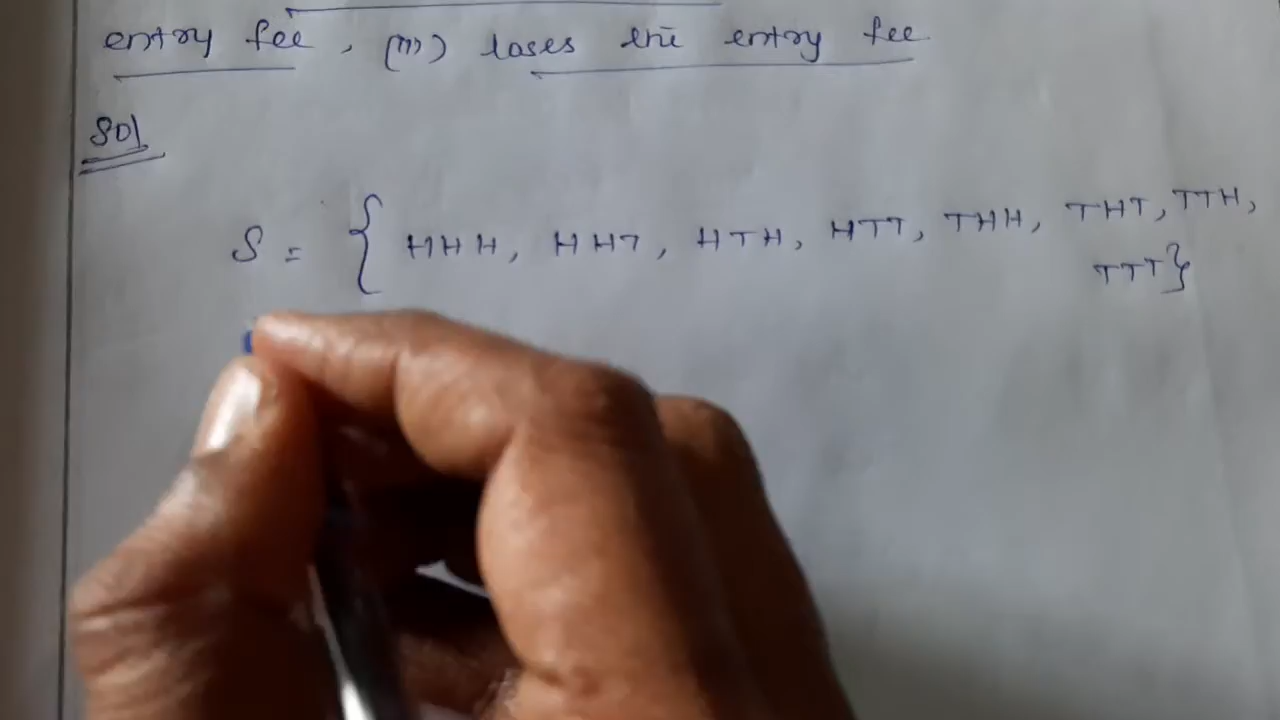 entry fee, (iii) loses the entry fee
Sol
S = { HHH, HHT, HTH, HTT, THH, THT, TTH,
TTT}